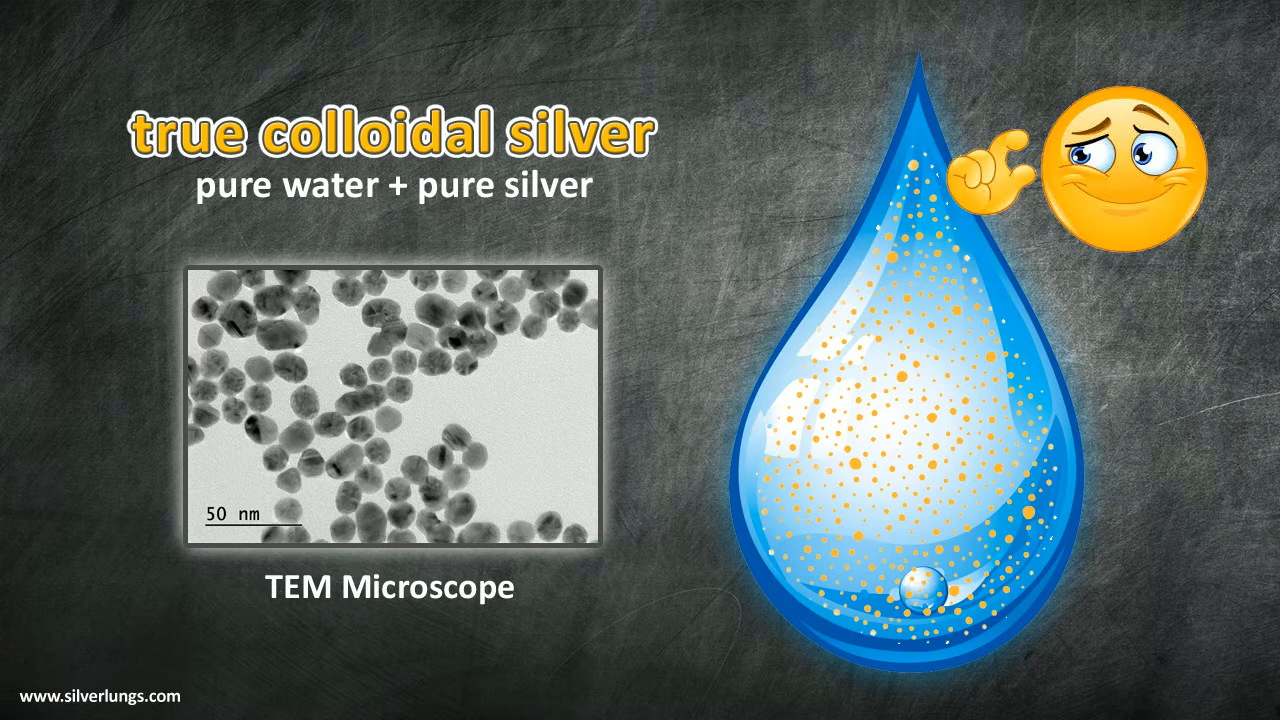 true colloidal silver
pure water + pure silver
50 nm
TEM Microscope
www.silverlungs.com